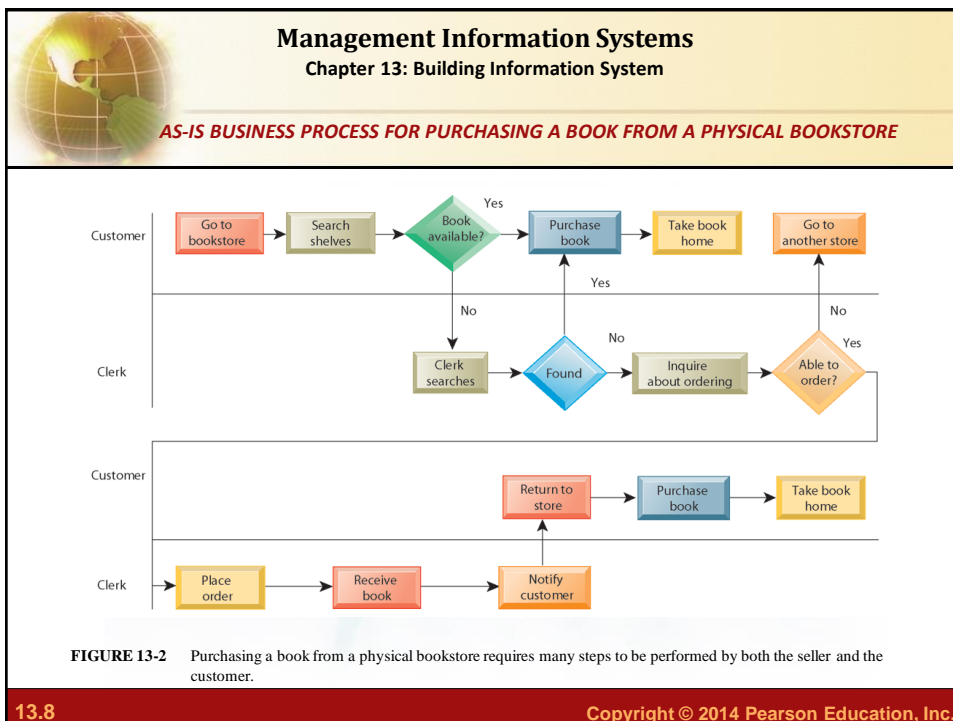 Management Information Systems
Chapter 13: Building Information System
AS-IS BUSINESS PROCESS FOR PURCHASING A BOOK FROM A PHYSICAL BOOKSTORE
Customer
Go to
bookstore
Search
shelves
Book
available?
Yes
Purchase
book
Take book
home
Go to
another store
Yes
No
No
No
Yes
Clerk
Clerk
searches
Found
Inquire
about ordering
Able to
order?
Customer
Return to
store
Purchase
book
Take book
home
Clerk
Place
order
Receive
book
Notify
customer
FIGURE 13-2 Purchasing a book from a physical bookstore requires many steps to be performed by both the seller and the
customer.
13.8 Copyright © 2014 Pearson Education, Inc.